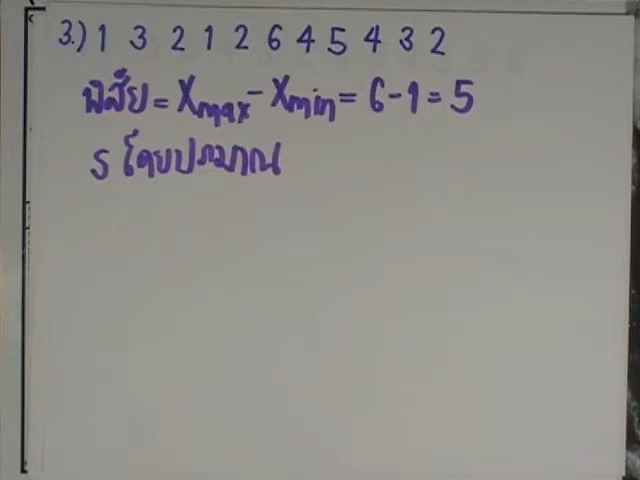 3.) 1 3 2 1 2 6 4 5 4 3 2
พิสัย = Xmax - Xmin = 6 - 1 = 5
S โดยประมาณ